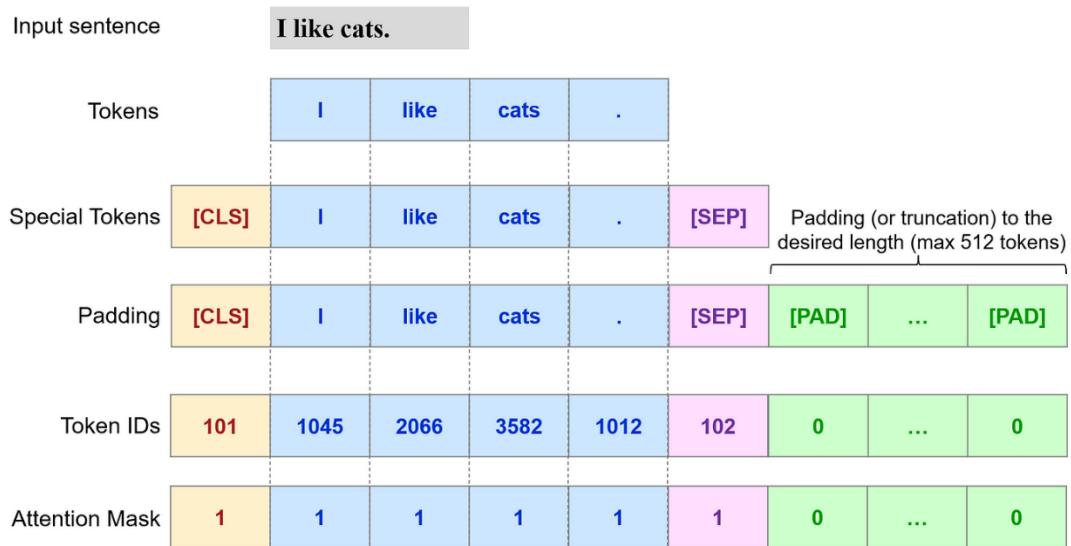 Input sentence I like cats.
Tokens I like cats .
Special Tokens [CLS] I like cats . [SEP]
Padding (or truncation) to the
desired length (max 512 tokens)
Padding [CLS] I like cats . [SEP] [PAD] ... [PAD]
Token IDs 101 1045 2066 3582 1012 102 0 ... 0
Attention Mask 1 1 1 1 1 1 0 ... 0